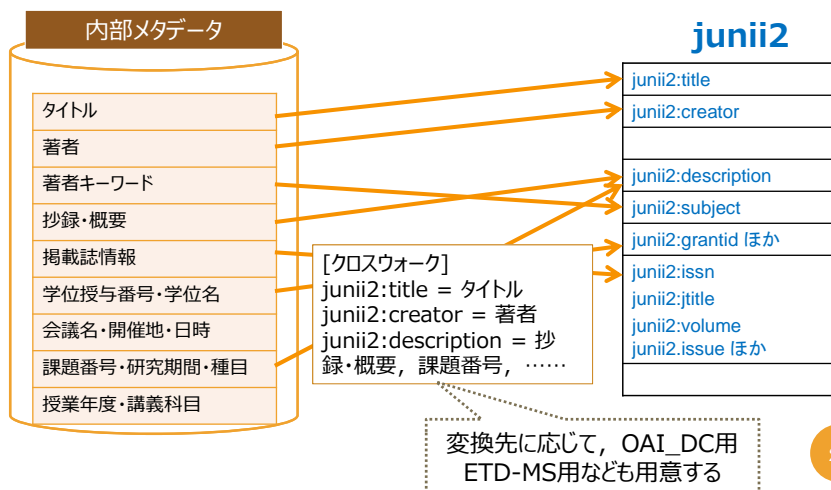 内部メタデータ
タイトル
著者
著者キーワード
抄録・概要
掲載誌情報
学位授与番号・学位名
会議名・開催地・日時
課題番号・研究期間・種目
授業年度・講義科目
junii2
junii2:title
junii2:creator
junii2:description
junii2:subject
junii2:grantid ほか
junii2:issn
junii2:jtitle
junii2:volume
junii2.issue ほか
[クロスウォーク]
junii2:title = タイトル
junii2:creator = 著者
junii2:description = 抄
録・概要，課題番号，……
変換先に応じて，OAI_DC用
ETD-MS用なども用意する